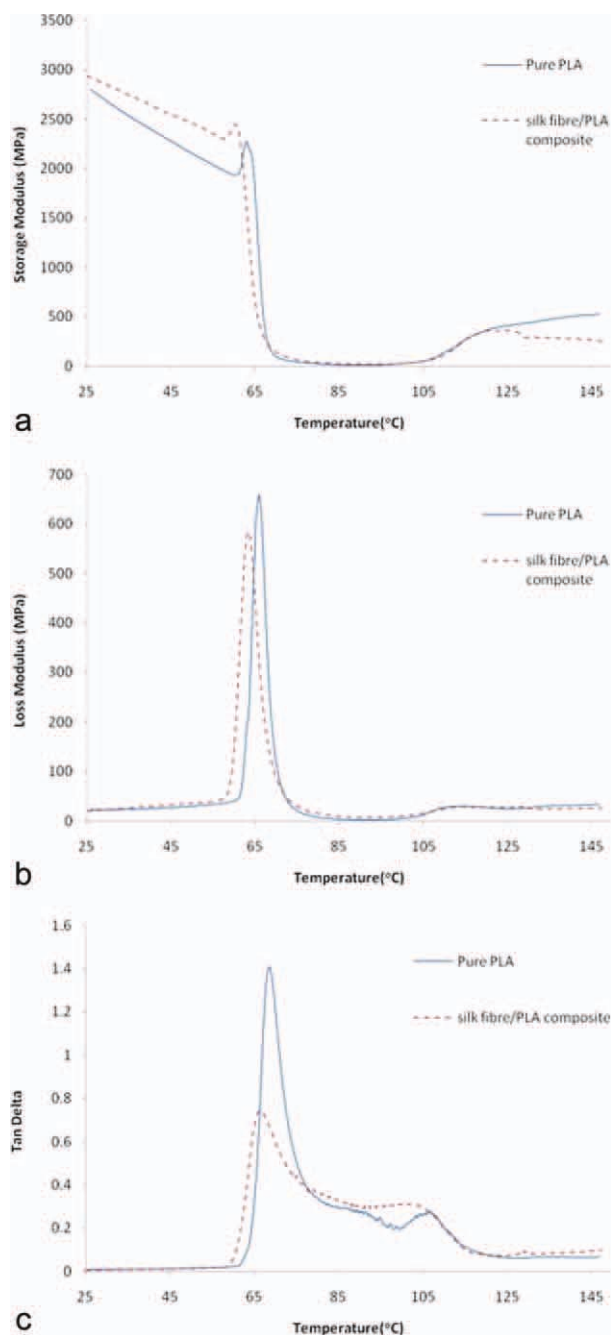 3500
3000
2500
2000
1500
1000
500
0
Storage Modulus (MPa)
Pure PLA
silk fibre/PLA
composite
25
45
65
85
105
125
145
Temperature(°C)
a
700
600
500
400
300
200
100
0
Loss Modulus (MPa)
Pure PLA
silk fibre/PLA
composite
25
45
65
85
105
125
145
Temperature(°C)
b
1.6
1.4
1.2
1
0.8
0.6
0.4
0.2
0
Tan Delta
Pure PLA
silk fibre/PLA composite
25
45
65
85
105
125
145
Temperature(°C)
c